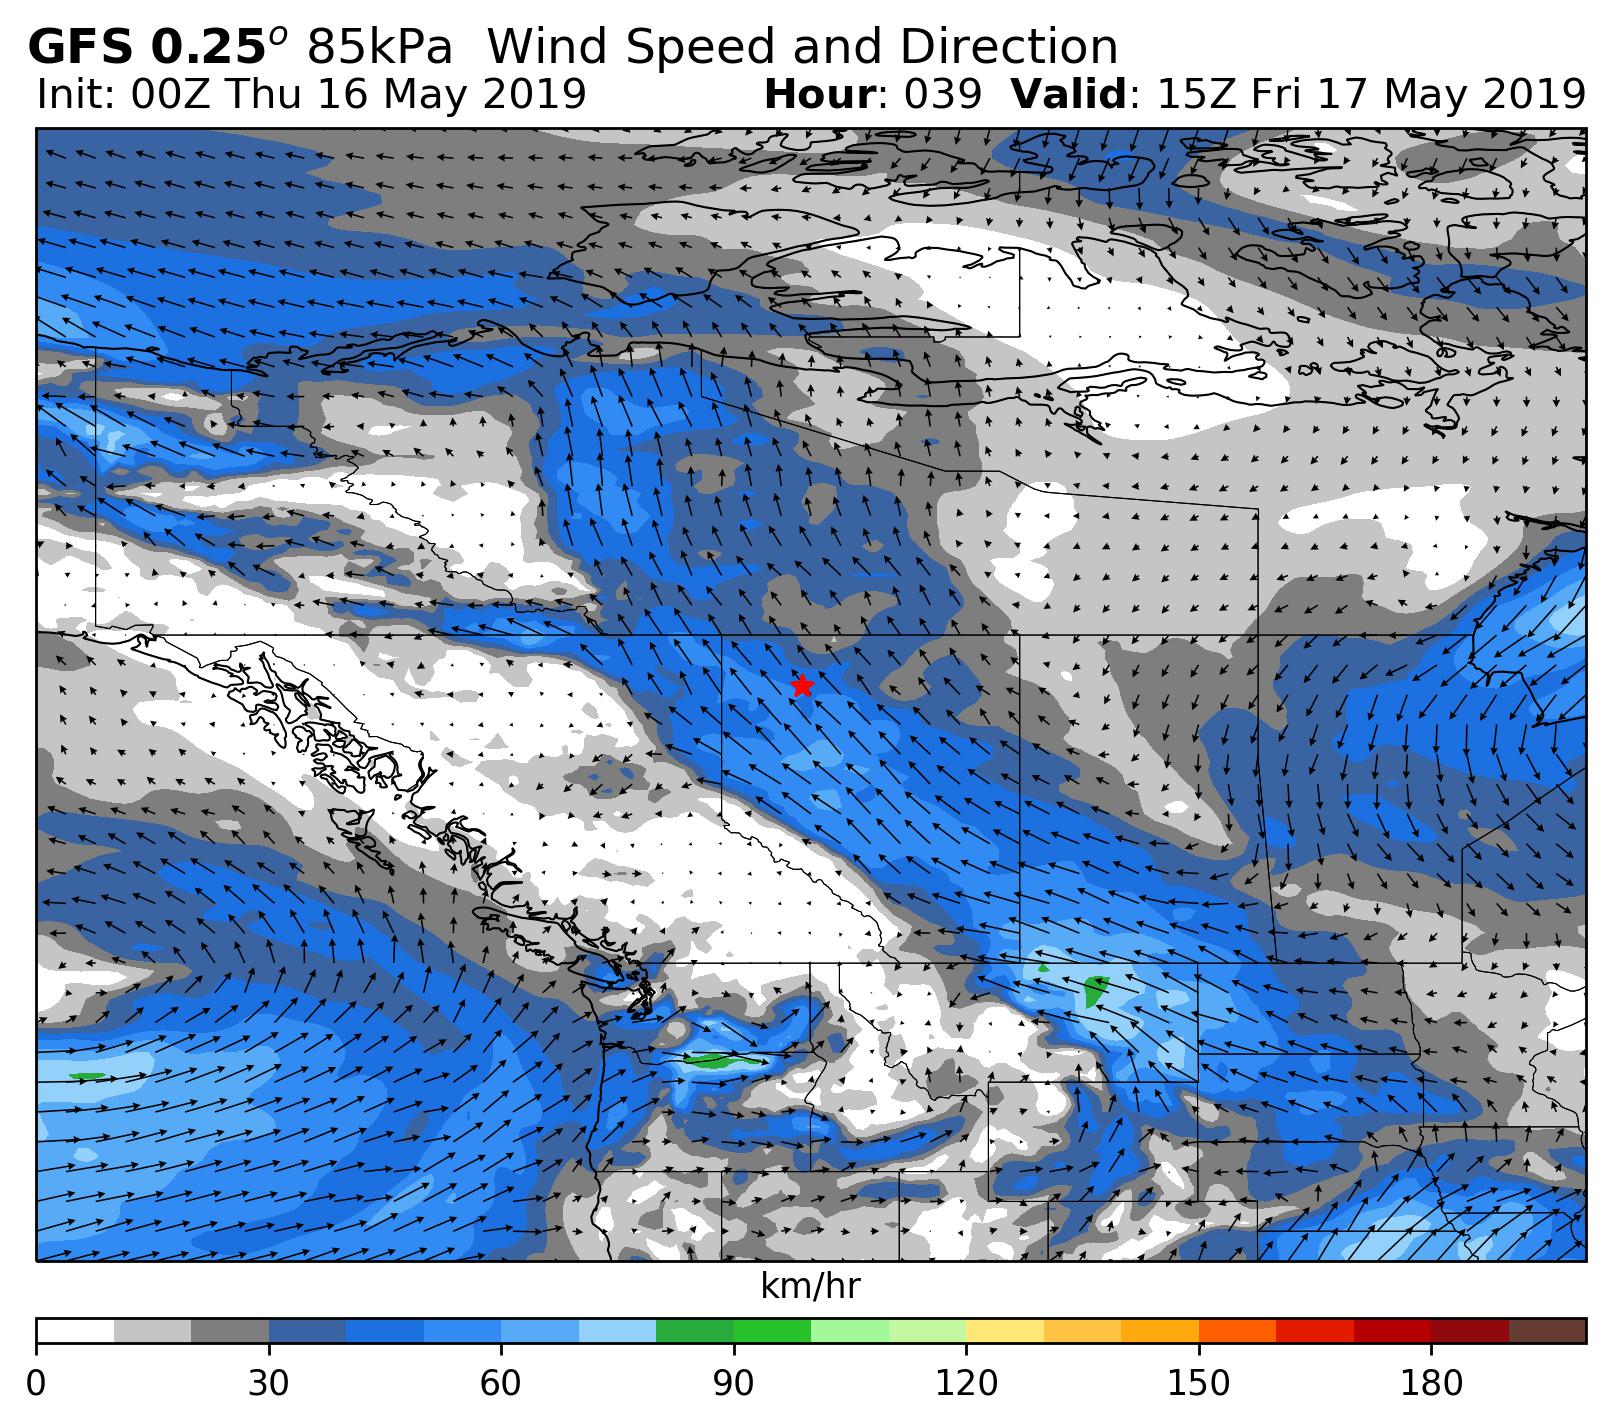 GFS 0.25° 85kPa Wind Speed and Direction
Init: 00Z Thu 16 May 2019 Hour: 039 Valid: 15Z Fri 17 May 2019
km/hr
0 30 60 90 120 150 180